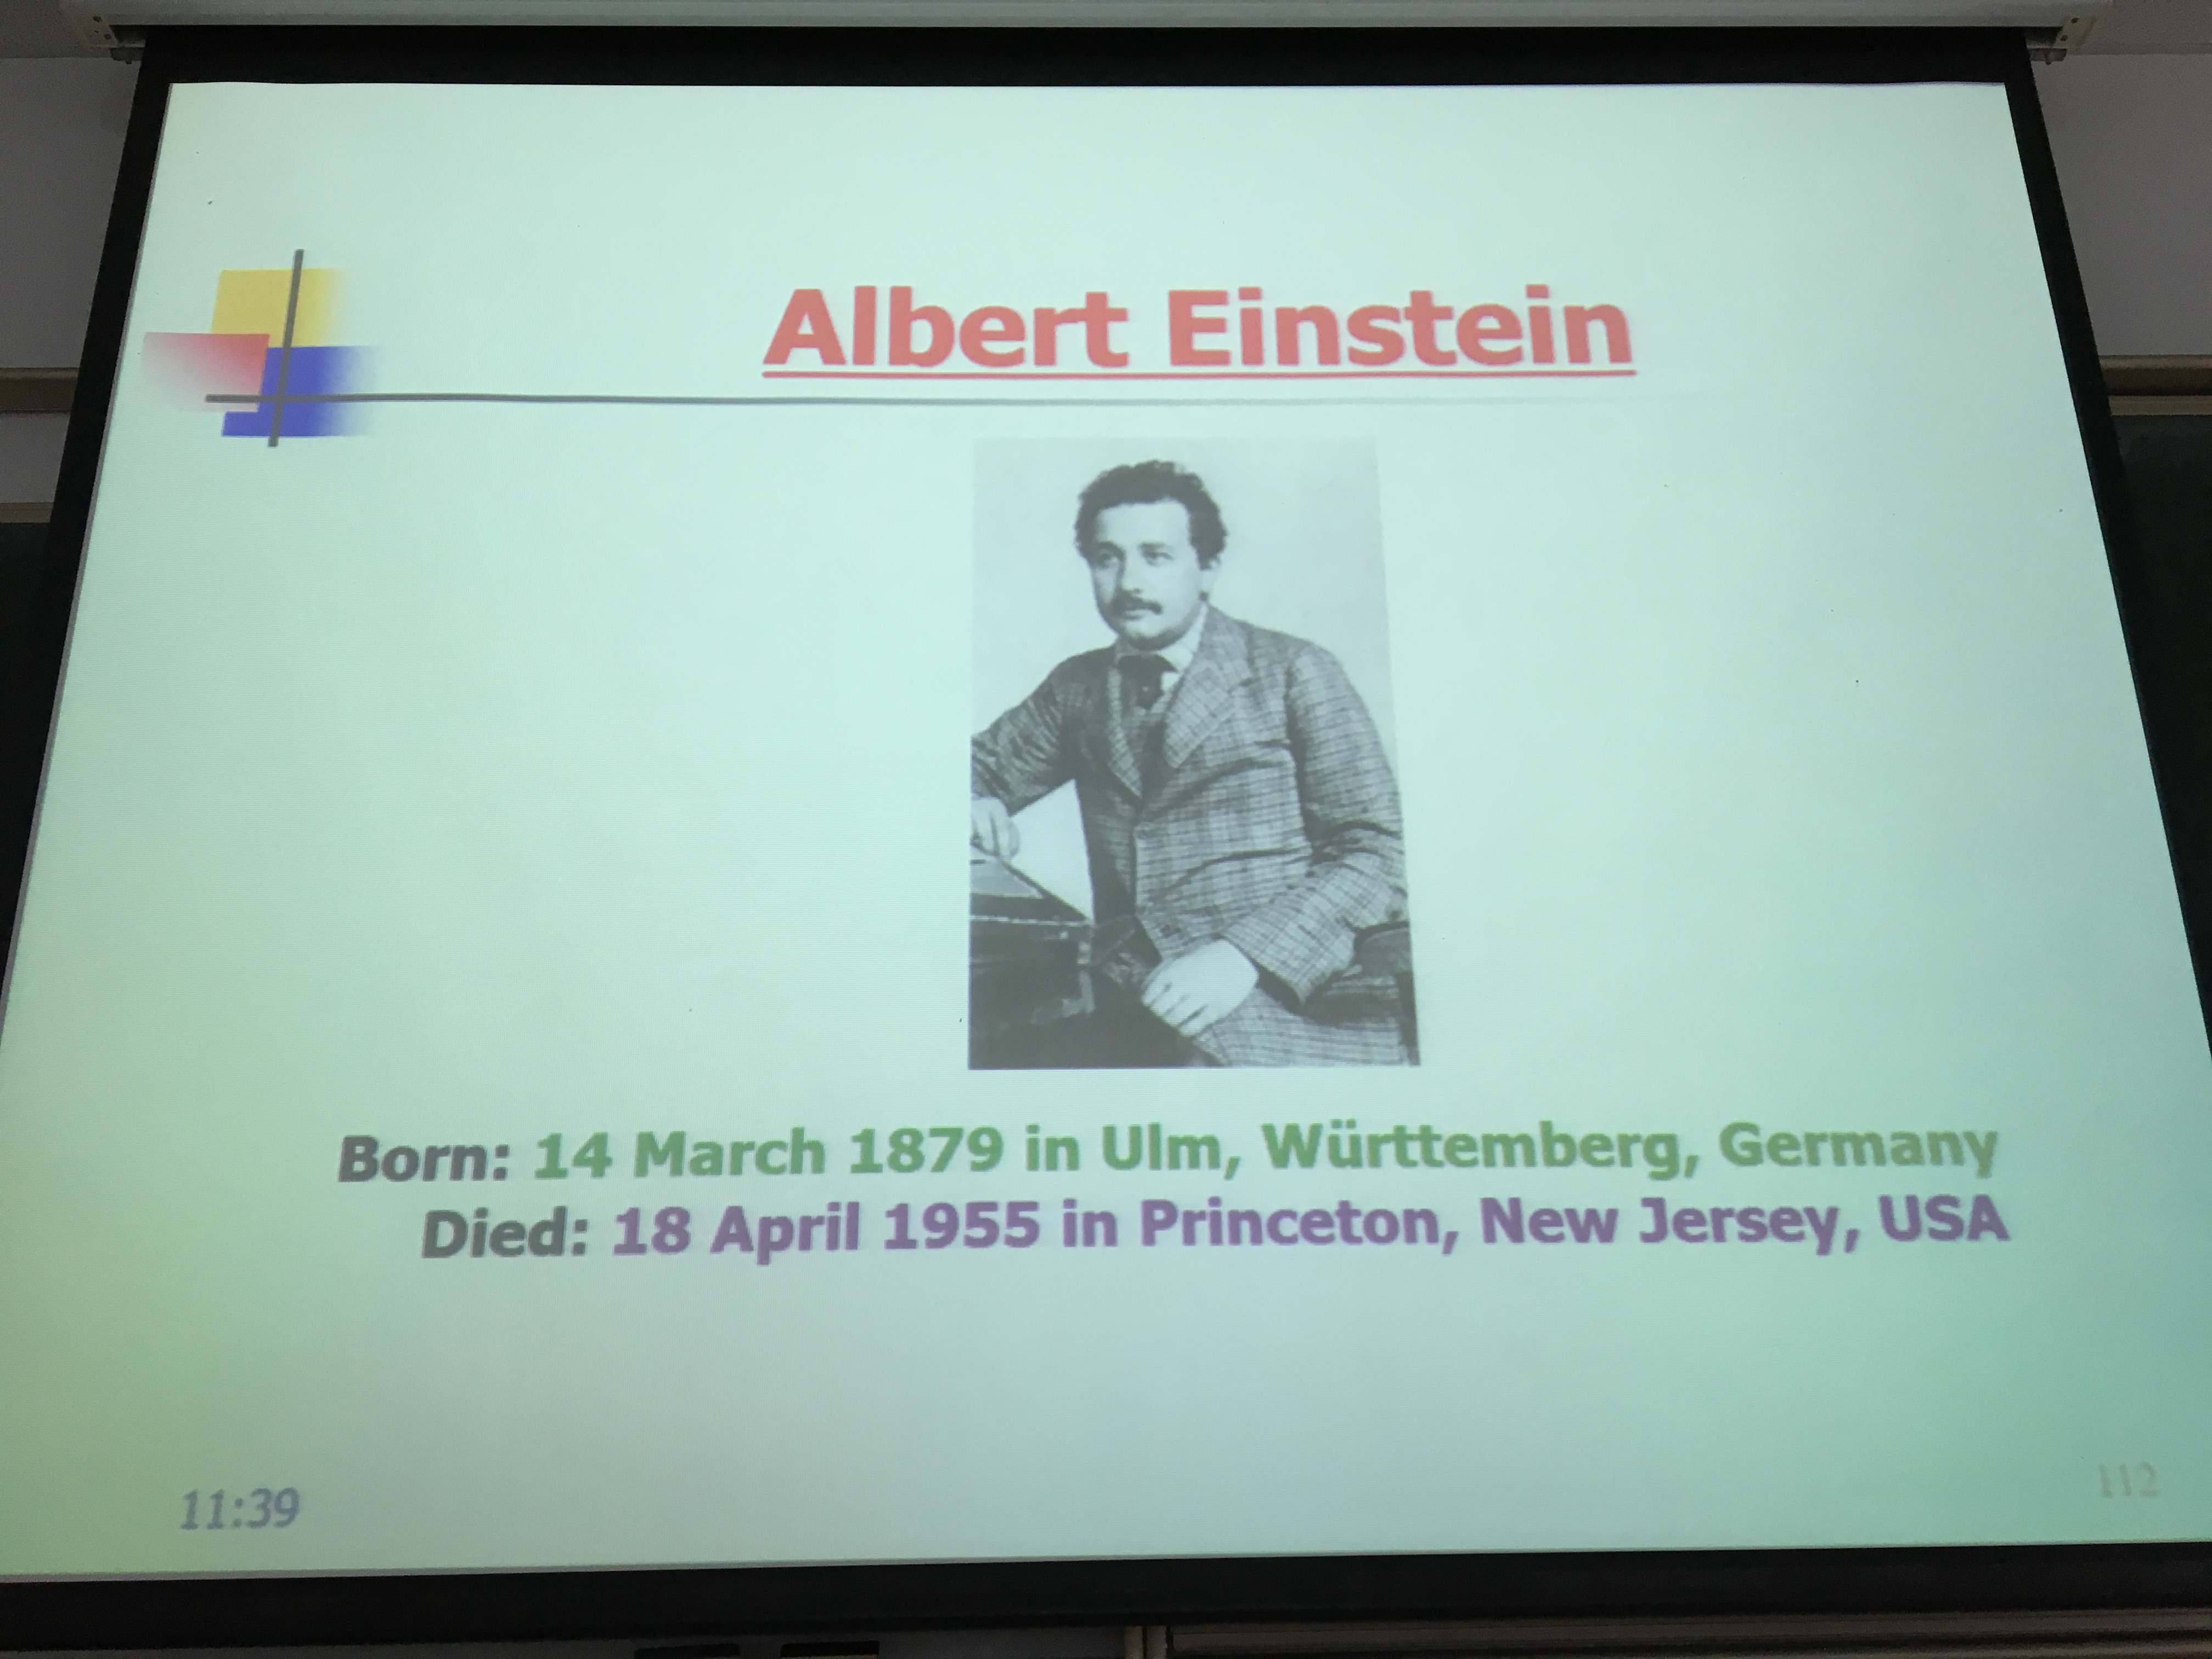 Albert Einstein
Born: 14 March 1879 in Ulm, Württemberg, Germany
Died: 18 April 1955 in Princeton, New Jersey, USA
11:39
112